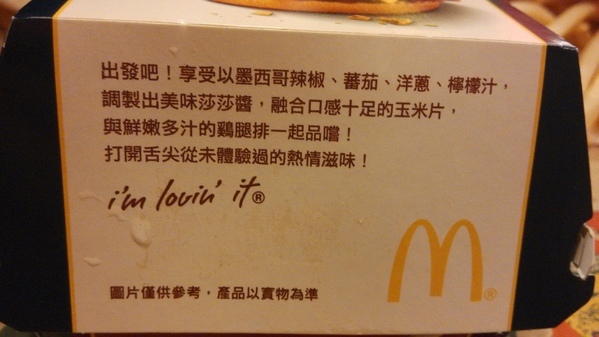 出發吧！享受以墨西哥辣椒、蕃茄、洋蔥、檸檬汁，
調製出美味莎莎醬，融合口感十足的玉米片，
與鮮嫩多汁的鷄腿排一起品嚐！
打開舌尖從未體驗過的熱情滋味！
i'm lovin' it®
圖片僅供參考，產品以實物為準
M®